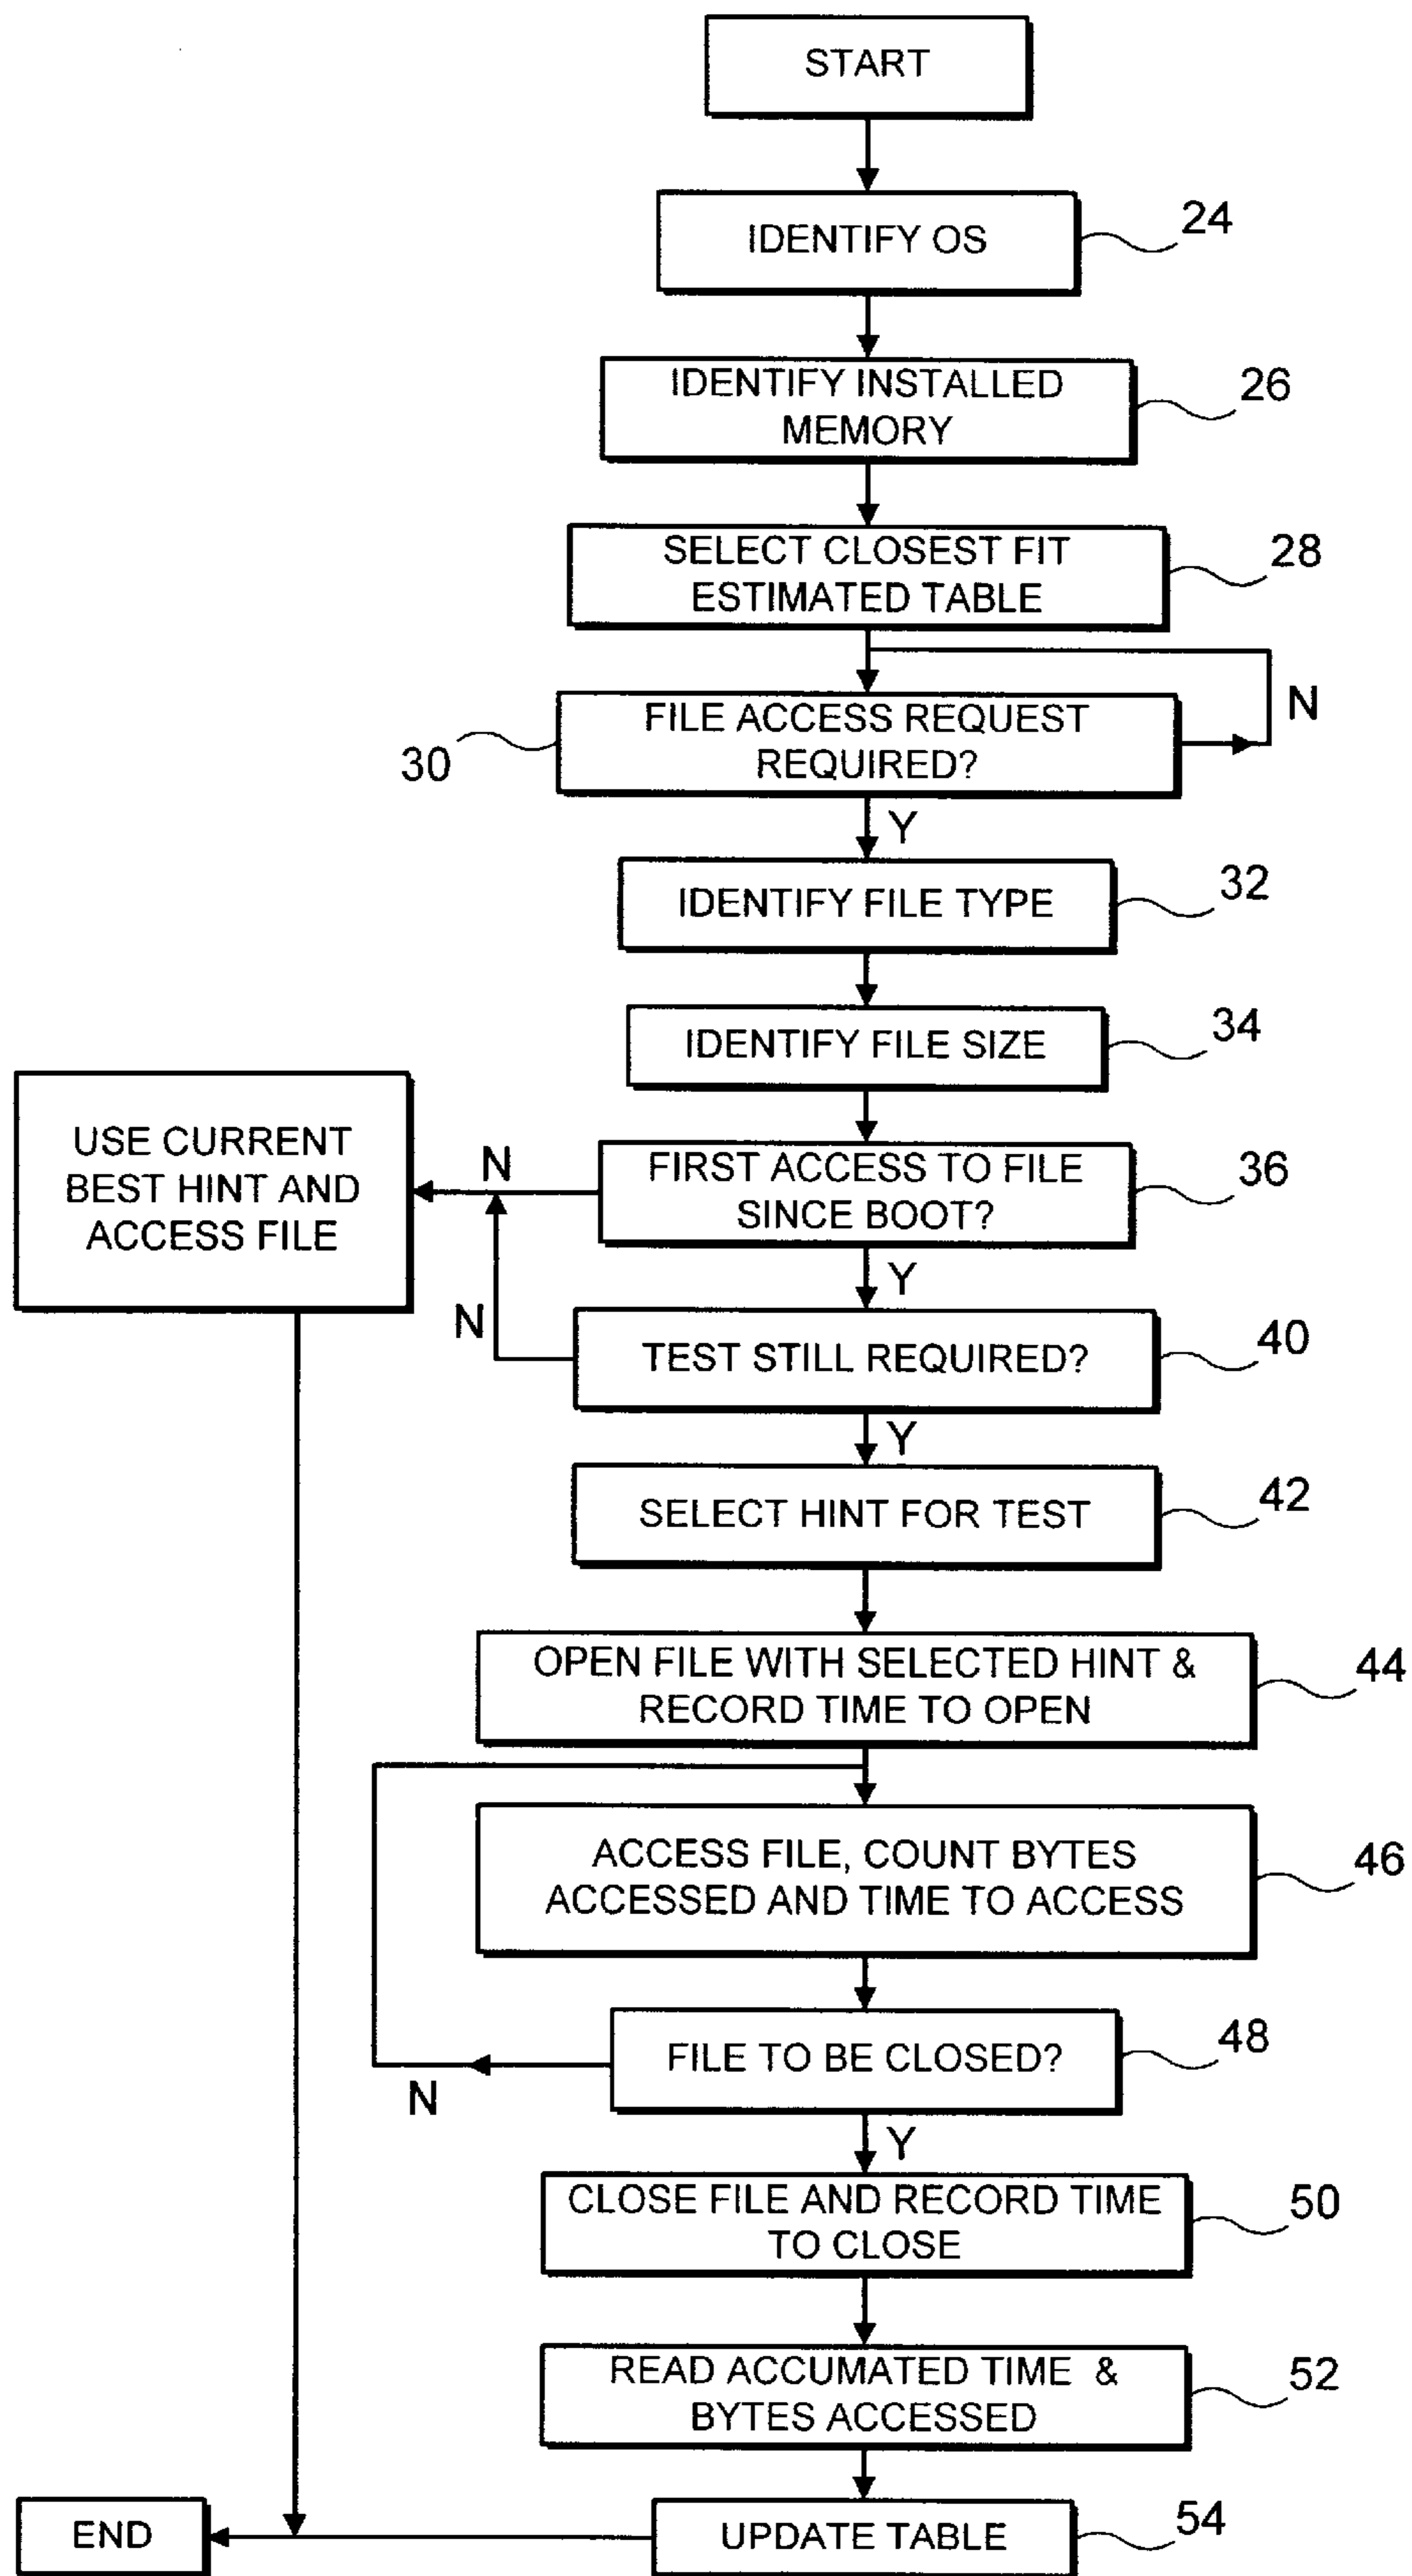 START
IDENTIFY OS
24
IDENTIFY INSTALLED
MEMORY
26
SELECT CLOSEST FIT
ESTIMATED TABLE
28
FILE ACCESS REQUEST
REQUIRED?
N
30
Y
IDENTIFY FILE TYPE
32
IDENTIFY FILE SIZE
34
USE CURRENT
BEST HINT AND
ACCESS FILE
N
FIRST ACCESS TO FILE
SINCE BOOT?
36
Y
N
TEST STILL REQUIRED?
40
Y
SELECT HINT FOR TEST
42
OPEN FILE WITH SELECTED HINT &
RECORD TIME TO OPEN
44
ACCESS FILE, COUNT BYTES
ACCESSED AND TIME TO ACCESS
46
FILE TO BE CLOSED?
48
N
Y
CLOSE FILE AND RECORD TIME
TO CLOSE
50
READ ACCUMATED TIME &
BYTES ACCESSED
52
END
UPDATE TABLE
54